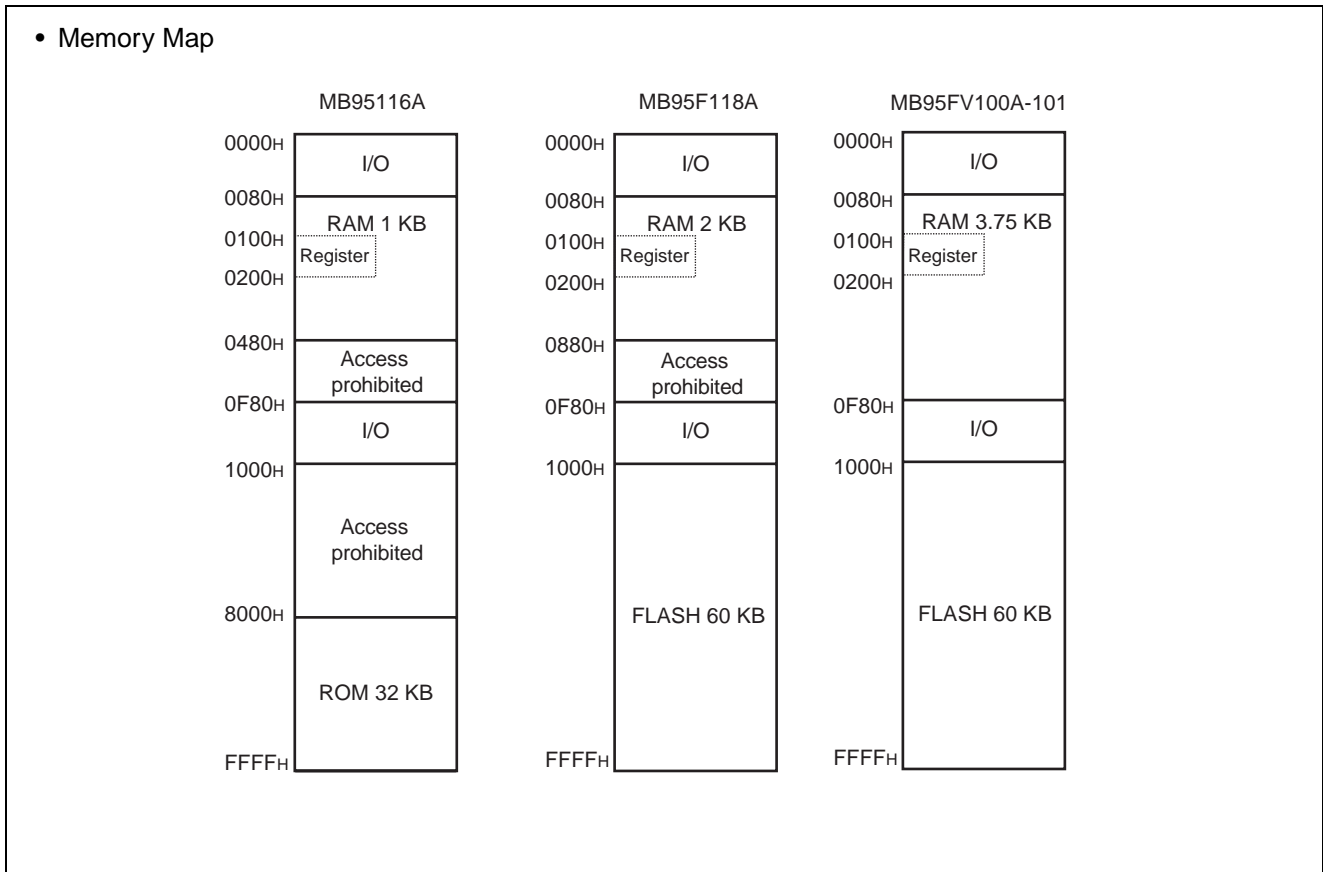 • Memory Map
MB95116A
0000H
I/O
0080H
RAM 1 KB
0100H
Register
0200H
0480H
Access
prohibited
0F80H
I/O
1000H
Access
prohibited
8000H
ROM 32 KB
FFFFH
MB95F118A
0000H
I/O
0080H
RAM 2 KB
0100H
Register
0200H
0880H
Access
prohibited
0F80H
I/O
1000H
FLASH 60 KB
FFFFH
MB95FV100A-101
0000H
I/O
0080H
RAM 3.75 KB
0100H
Register
0200H
0F80H
I/O
1000H
FLASH 60 KB
FFFFH